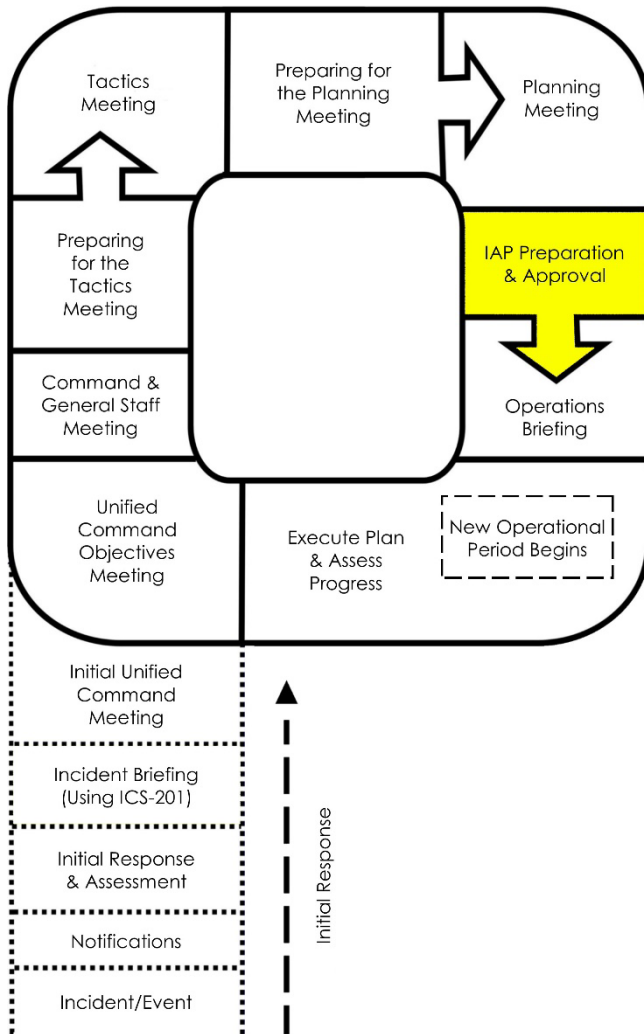 Tactics
Meeting
Preparing for
the Planning
Meeting
Planning
Meeting
Preparing
for the
Tactics
Meeting
IAP Preparation
& Approval
Command &
General Staff
Meeting
Operations
Briefing
Unified
Command
Objectives
Meeting
Execute Plan
& Assess
Progress
New Operational
Period Begins
Initial Unified
Command
Meeting
Incident Briefing
(Using ICS-201)
Initial Response
& Assessment
Notifications
Incident/Event
Initial Response